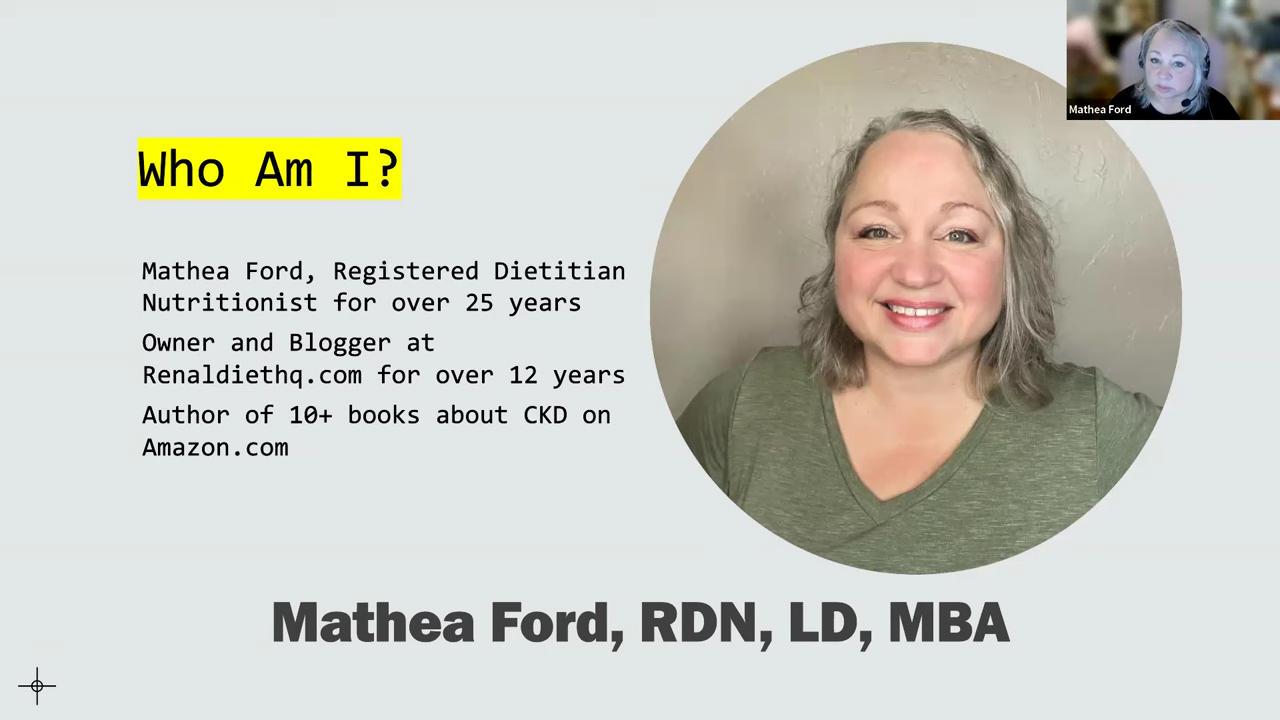 Mathea Ford
Who Am I?
Mathea Ford, Registered Dietitian
Nutritionist for over 25 years
Owner and Blogger at
Renaldiethq.com for over 12 years
Author of 10+ books about CKD on
Amazon.com
Mathea Ford, RDN, LD, MBA